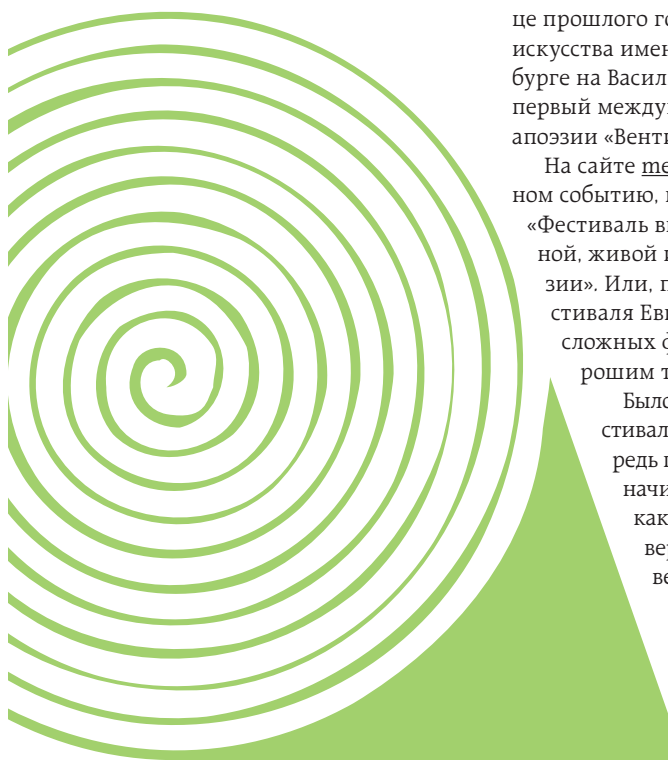 це прошлого го
искусства имен
бурге на Васил
первый между
апоэзии «Венти
На сайте me
ном событию, 
«Фестиваль в
ной, живой и
зии». Или, п
стиваля Евг
сложных ф
рошим т
Было
стивал
редь п
начи
как
ве
ве